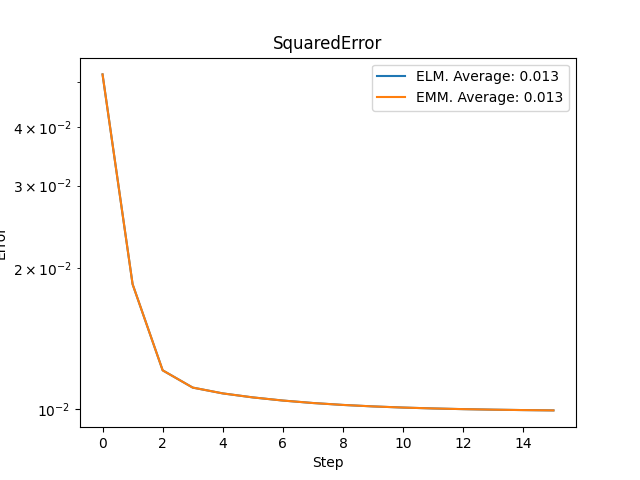 SquaredError
ELM. Average: 0.013
EMM. Average: 0.013
4 × 10⁻²
3 × 10⁻²
2 × 10⁻²
10⁻²
Error
0 2 4 6 8 10 12 14
Step